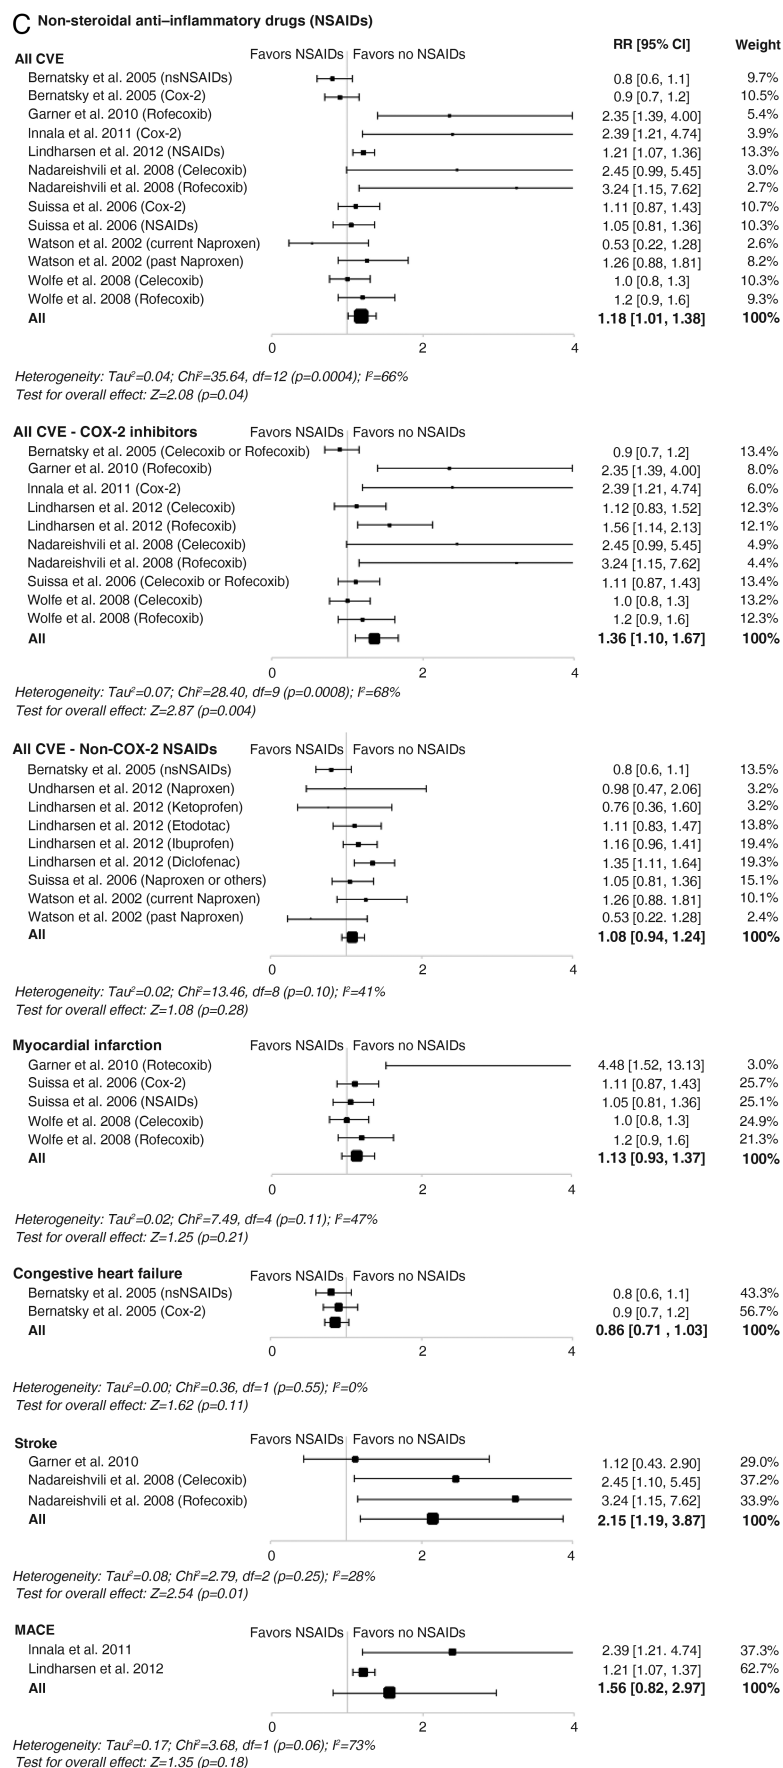 C Non-steroidal anti–inflammatory drugs (NSAIDs)
RR [95% CI] Weight
All CVE Favors NSAIDs Favors no NSAIDs
Bernatsky et al. 2005 (nsNSAIDs) 0.8 [0.6, 1.1] 9.7%
Bernatsky et al. 2005 (Cox-2) 0.9 [0.7, 1.2] 10.5%
Garner et al. 2010 (Rofecoxib) 2.35 [1.39, 4.00] 5.4%
Innala et al. 2011 (Cox-2) 2.39 [1.21, 4.74] 3.9%
Lindharsen et al. 2012 (NSAIDs) 1.21 [1.07, 1.36] 13.3%
Nadareishvili et al. 2008 (Celecoxib) 2.45 [0.99, 5.45] 3.0%
Nadareishvili et al. 2008 (Rofecoxib) 3.24 [1.15, 7.62] 2.7%
Suissa et al. 2006 (Cox-2) 1.11 [0.87, 1.43] 10.7%
Suissa et al. 2006 (NSAIDs) 1.05 [0.81, 1.36] 10.3%
Watson et al. 2002 (current Naproxen) 0.53 [0.22, 1.28] 2.6%
Watson et al. 2002 (past Naproxen) 1.26 [0.88, 1.81] 8.2%
Wolfe et al. 2008 (Celecoxib) 1.0 [0.8, 1.3] 10.3%
Wolfe et al. 2008 (Rofecoxib) 1.2 [0.9, 1.6] 9.3%
All 1.18 [1.01, 1.38] 100%
0 2 4
Heterogeneity: Tau²=0.04; Chi²=35.64, df=12 (p=0.0004); I²=66%
Test for overall effect: Z=2.08 (p=0.04)
All CVE - COX-2 inhibitors Favors NSAIDs Favors no NSAIDs
Bernatsky et al. 2005 (Celecoxib or Rofecoxib) 0.9 [0.7, 1.2] 13.4%
Garner et al. 2010 (Rofecoxib) 2.35 [1.39, 4.00] 8.0%
Innala et al. 2011 (Cox-2) 2.39 [1.21, 4.74] 6.0%
Lindharsen et al. 2012 (Celecoxib) 1.12 [0.83, 1.52] 12.3%
Lindharsen et al. 2012 (Rofecoxib) 1.56 [1.14, 2.13] 12.1%
Nadareishvili et al. 2008 (Celecoxib) 2.45 [0.99, 5.45] 4.9%
Nadareishvili et al. 2008 (Rofecoxib) 3.24 [1.15, 7.62] 4.4%
Suissa et al. 2006 (Celecoxib or Rofecoxib) 1.11 [0.87, 1.43] 13.4%
Wolfe et al. 2008 (Celecoxib) 1.0 [0.8, 1.3] 13.2%
Wolfe et al. 2008 (Rofecoxib) 1.2 [0.9, 1.6] 12.3%
All 1.36 [1.10, 1.67] 100%
0 2 4
Heterogeneity: Tau²=0.07; Chi²=28.40, df=9 (p=0.0008); I²=68%
Test for overall effect: Z=2.87 (p=0.004)
All CVE - Non-COX-2 NSAIDs Favors NSAIDs Favors no NSAIDs
Bernatsky et al. 2005 (nsNSAIDs) 0.8 [0.6, 1.1] 13.5%
Undharsen et al. 2012 (Naproxen) 0.98 [0.47, 2.06] 3.2%
Lindharsen et al. 2012 (Ketoprofen) 0.76 [0.36, 1.60] 3.2%
Lindharsen et al. 2012 (Etodotac) 1.11 [0.83, 1.47] 13.8%
Lindharsen et al. 2012 (Ibuprofen) 1.16 [0.96, 1.41] 19.4%
Lindharsen et al. 2012 (Diclofenac) 1.35 [1.11, 1.64] 19.3%
Suissa et al. 2006 (Naproxen or others) 1.05 [0.81, 1.36] 15.1%
Watson et al. 2002 (current Naproxen) 1.26 [0.88. 1.81] 10.1%
Watson et al. 2002 (past Naproxen) 0.53 [0.22. 1.28] 2.4%
All 1.08 [0.94, 1.24] 100%
0 2 4
Heterogeneity: Tau²=0.02; Chi²=13.46, df=8 (p=0.10); I²=41%
Test for overall effect: Z=1.08 (p=0.28)
Myocardial infarction Favors NSAIDs Favors no NSAIDs
Garner et al. 2010 (Rotecoxib) 4.48 [1.52, 13.13] 3.0%
Suissa et al. 2006 (Cox-2) 1.11 [0.87, 1.43] 25.7%
Suissa et al. 2006 (NSAIDs) 1.05 [0.81, 1.36] 25.1%
Wolfe et al. 2008 (Celecoxib) 1.0 [0.8, 1.3] 24.9%
Wolfe et al. 2008 (Rofecoxib) 1.2 [0.9, 1.6] 21.3%
All 1.13 [0.93, 1.37] 100%
0 2 4
Heterogeneity: Tau²=0.02; Chi²=7.49, df=4 (p=0.11); I²=47%
Test for overall effect: Z=1.25 (p=0.21)
Congestive heart failure Favors NSAIDs Favors no NSAIDs
Bernatsky et al. 2005 (nsNSAIDs) 0.8 [0.6, 1.1] 43.3%
Bernatsky et al. 2005 (Cox-2) 0.9 [0.7, 1.2] 56.7%
All 0.86 [0.71 , 1.03] 100%
0 2 4
Heterogeneity: Tau²=0.00; Chi²=0.36, df=1 (p=0.55); I²=0%
Test for overall effect: Z=1.62 (p=0.11)
Stroke Favors NSAIDs Favors no NSAIDs
Garner et al. 2010 1.12 [0.43. 2.90] 29.0%
Nadareishvili et al. 2008 (Celecoxib) 2.45 [1.10, 5.45] 37.2%
Nadareishvili et al. 2008 (Rofecoxib) 3.24 [1.15, 7.62] 33.9%
All 2.15 [1.19, 3.87] 100%
0 2 4
Heterogeneity: Tau²=0.08; Chi²=2.79, df=2 (p=0.25); I²=28%
Test for overall effect: Z=2.54 (p=0.01)
MACE Favors NSAIDs Favors no NSAIDs
Innala et al. 2011 2.39 [1.21. 4.74] 37.3%
Lindharsen et al. 2012 1.21 [1.07, 1.37] 62.7%
All 1.56 [0.82, 2.97] 100%
0 2 4
Heterogeneity: Tau²=0.17; Chi²=3.68, df=1 (p=0.06); I²=73%
Test for overall effect: Z=1.35 (p=0.18)